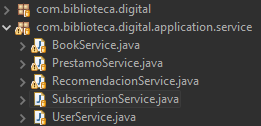 com.biblioteca.digital
com.biblioteca.digital.application.service
BookService.java
PrestamoService.java
RecomendacionService.java
SubscriptionService.java
UserService.java